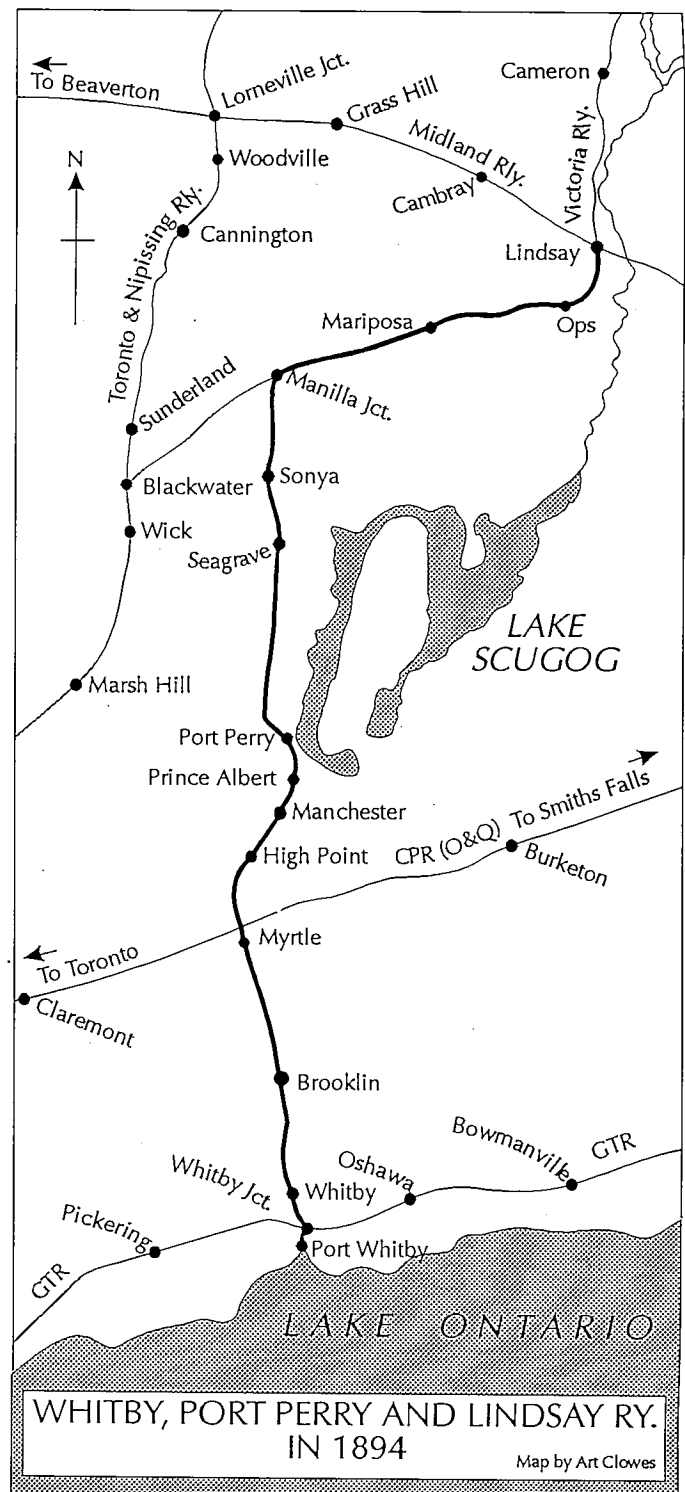 To Beaverton
Lorneville Jct.
Cameron
Grass Hill
Midland Rly.
Victoria Rly.
N
Woodville
Cambray
Toronto & Nipissing Rly.
Cannington
Lindsay
Mariposa
Ops
Sunderland
Manilla Jct.
Blackwater
Sonya
Wick
Seagrave
LAKE
SCUGOG
Marsh Hill
Port Perry
Prince Albert
Manchester
CPR (O&Q) To Smiths Falls
High Point
Burketon
Myrtle
To Toronto
Claremont
Brooklin
Bowmanville
GTR
Whitby Jct.
Oshawa
Whitby
Pickering
Port Whitby
GTR
LAKE ONTARIO
WHITBY, PORT PERRY AND LINDSAY RY.
IN 1894
Map by Art Clowes